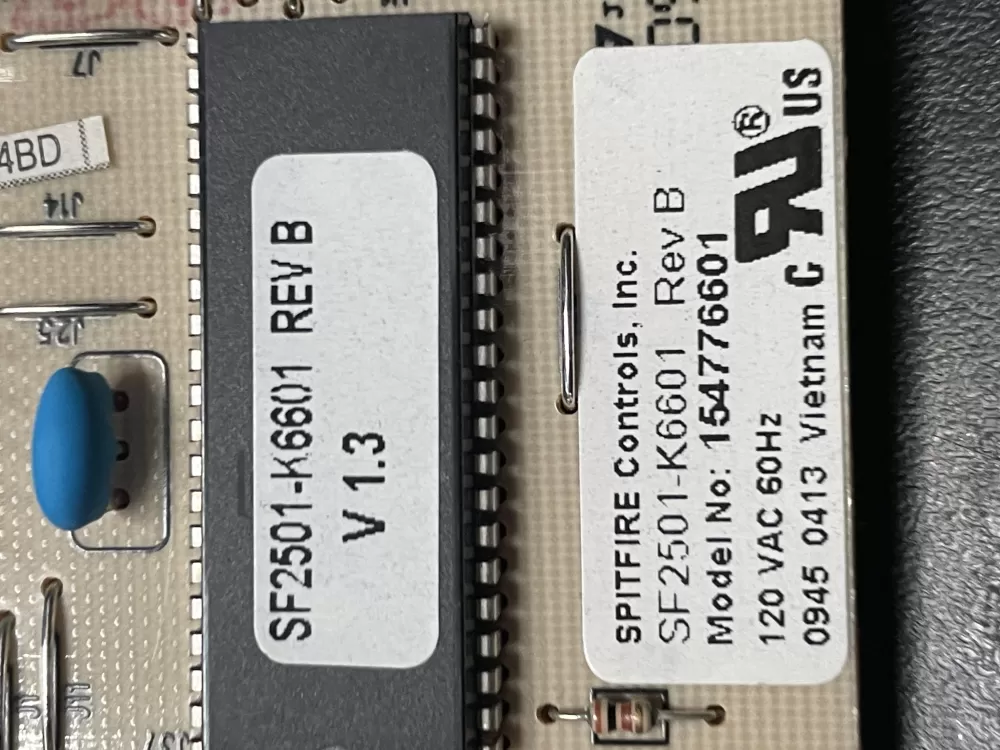 J7
4BD
J14
J25
SF2501-K6601 REV B
V 1.3
SPITFIRE Controls, Inc.
SF2501-K6601 Rev B
Model No: 154776601
120 VAC 60Hz
0945 0413 Vietnam C
US
®
J11